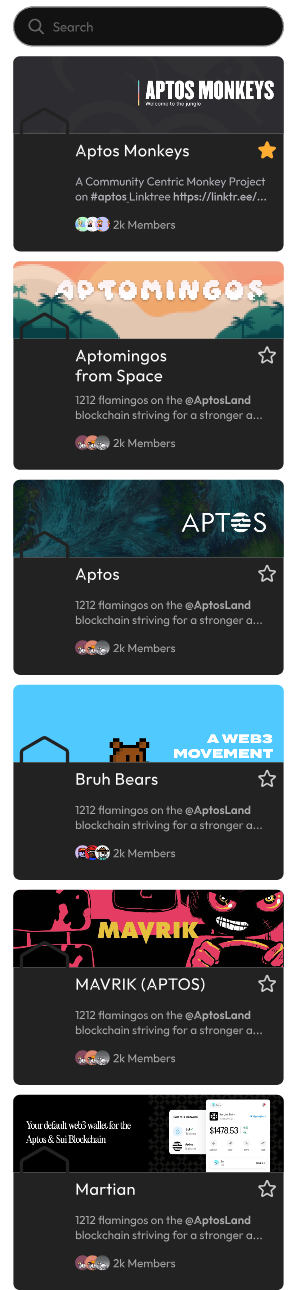 Search
APTOS MONKEYS
Welcome to the jungle
Aptos Monkeys
A Community Centric Monkey Project
on #aptos Linktree https://linktr.ee/...
2k Members
APTOMINGOS
Aptomingos
from Space
1212 flamingos on the @AptosLand
blockchain striving for a stronger a...
2k Members
APTOS
Aptos
1212 flamingos on the @AptosLand
blockchain striving for a stronger a...
2k Members
A WEB3
MOVEMENT
Bruh Bears
1212 flamingos on the @AptosLand
blockchain striving for a stronger a...
2k Members
MAVRIK
MAVRIK (APTOS)
1212 flamingos on the @AptosLand
blockchain striving for a stronger a...
2k Members
Your default web3 wallet for the
Aptos & Sui Blockchain
$1478.53
Martian
1212 flamingos on the @AptosLand
blockchain striving for a stronger a...
2k Members